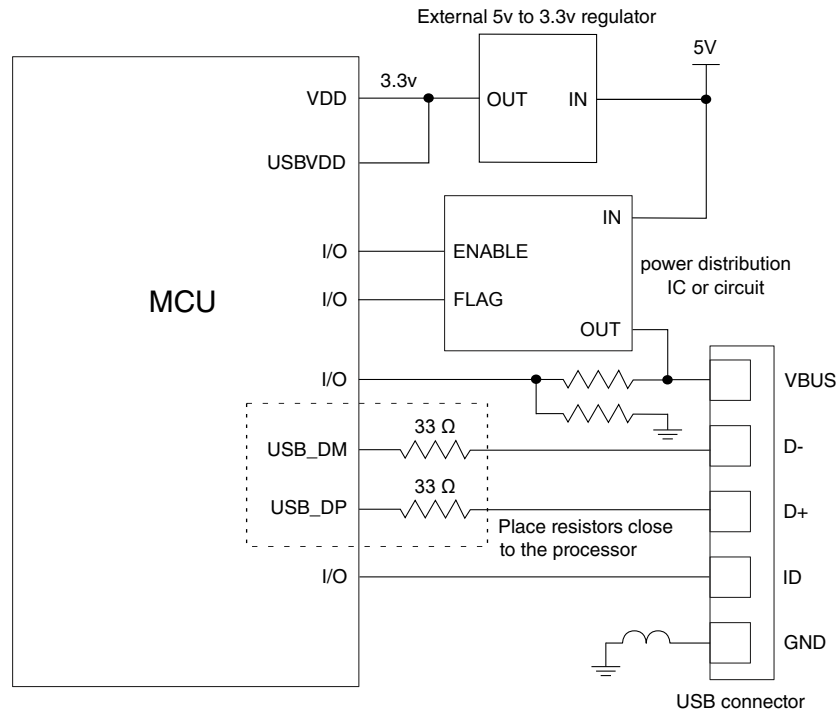 External 5v to 3.3v regulator
5V
3.3v
VDD
OUT
IN
USBVDD
IN
I/O
ENABLE
power distribution
IC or circuit
MCU
I/O
FLAG
OUT
I/O
VBUS
33 Ω
USB_DM
D-
33 Ω
USB_DP
D+
Place resistors close
to the processor
I/O
ID
GND
USB connector